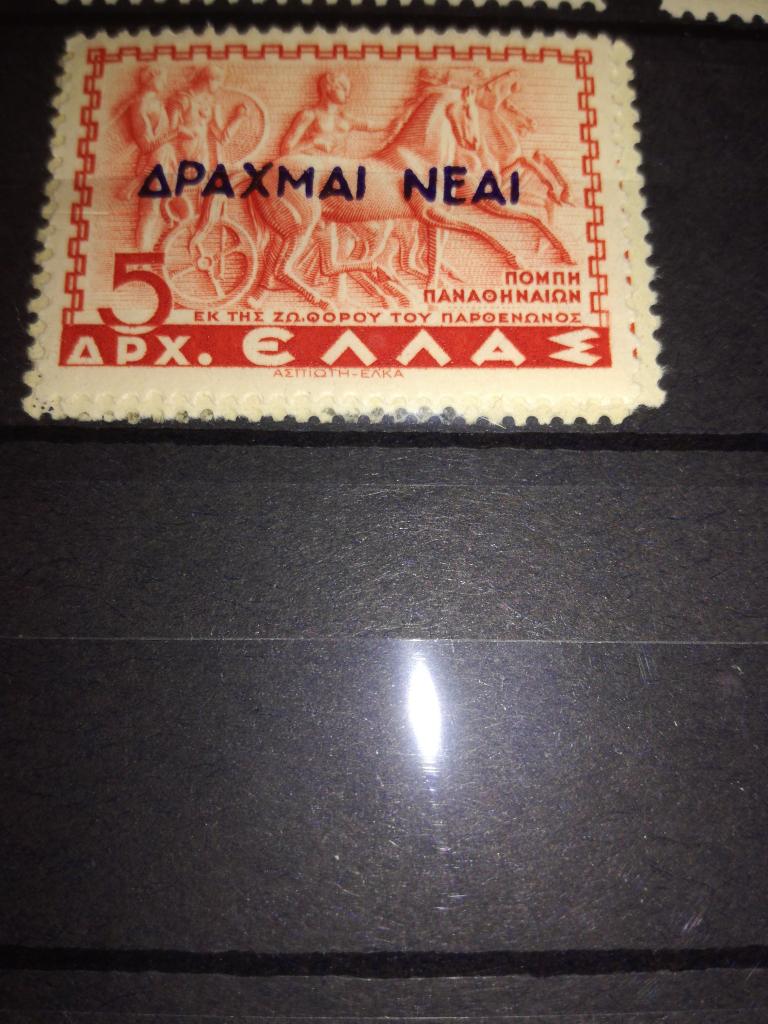 ΔΡΑΧΜΑΙ ΝΕΑΙ
ΠΟΜΠΗ
ΠΑΝΑΘΗΝΑΙΩΝ
5
ΕΚ ΤΗΣ ΖΩΦΟΡΟΥ ΤΟΥ ΠΑΡΘΕΝΩΝΟΣ
ΔΡΧ. ΕΛΛΑΣ
ΑΣΠΙΩΤΗ-ΕΛΚΑ